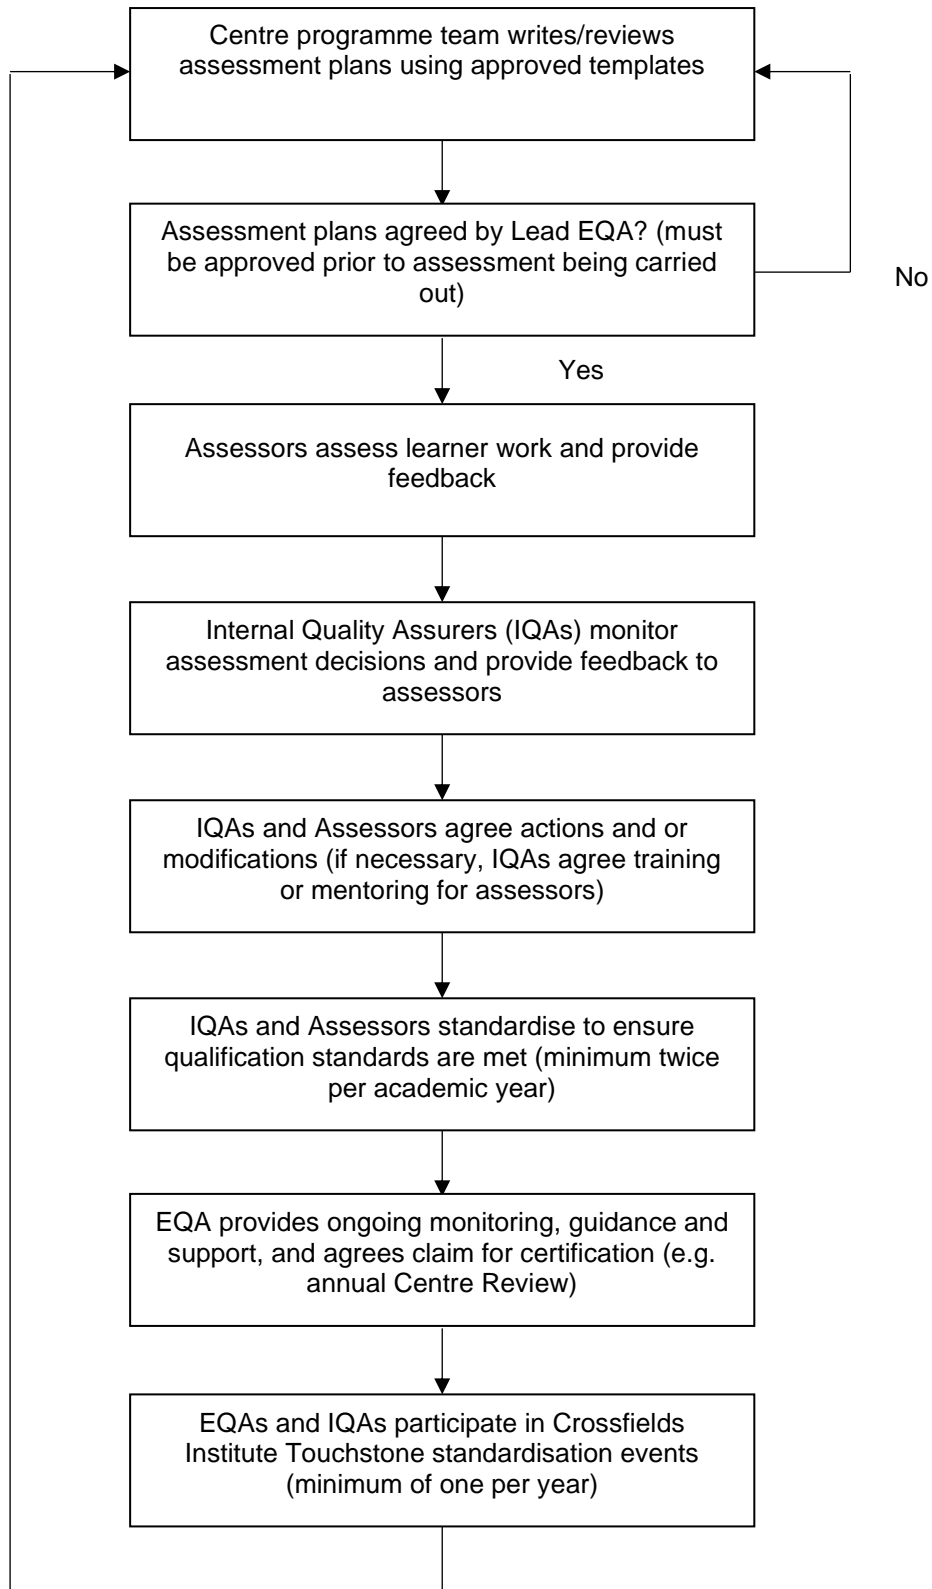 Centre programme team writes/reviews
assessment plans using approved templates
Assessment plans agreed by Lead EQA? (must
be approved prior to assessment being carried
out)
No
Yes
Assessors assess learner work and provide
feedback
Internal Quality Assurers (IQAs) monitor
assessment decisions and provide feedback to
assessors
IQAs and Assessors agree actions and or
modifications (if necessary, IQAs agree training
or mentoring for assessors)
IQAs and Assessors standardise to ensure
qualification standards are met (minimum twice
per academic year)
EQA provides ongoing monitoring, guidance and
support, and agrees claim for certification (e.g.
annual Centre Review)
EQAs and IQAs participate in Crossfields
Institute Touchstone standardisation events
(minimum of one per year)